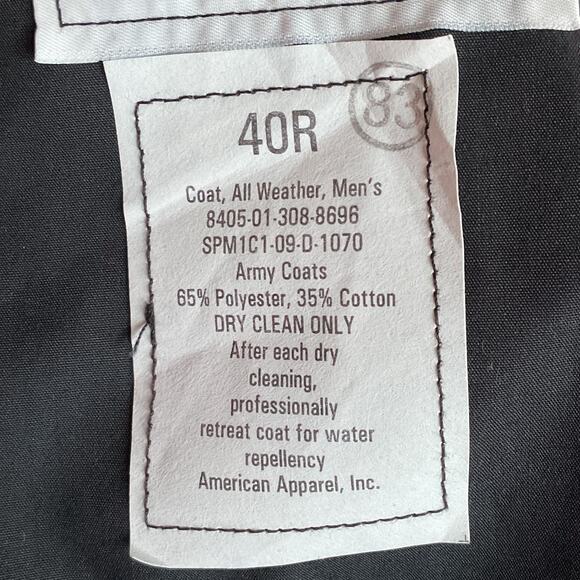 83
40R
Coat, All Weather, Men's
8405-01-308-8696
SPM1C1-09-D-1070
Army Coats
65% Polyester, 35% Cotton
DRY CLEAN ONLY
After each dry
cleaning,
professionally
retreat coat for water
repellency
American Apparel, Inc.